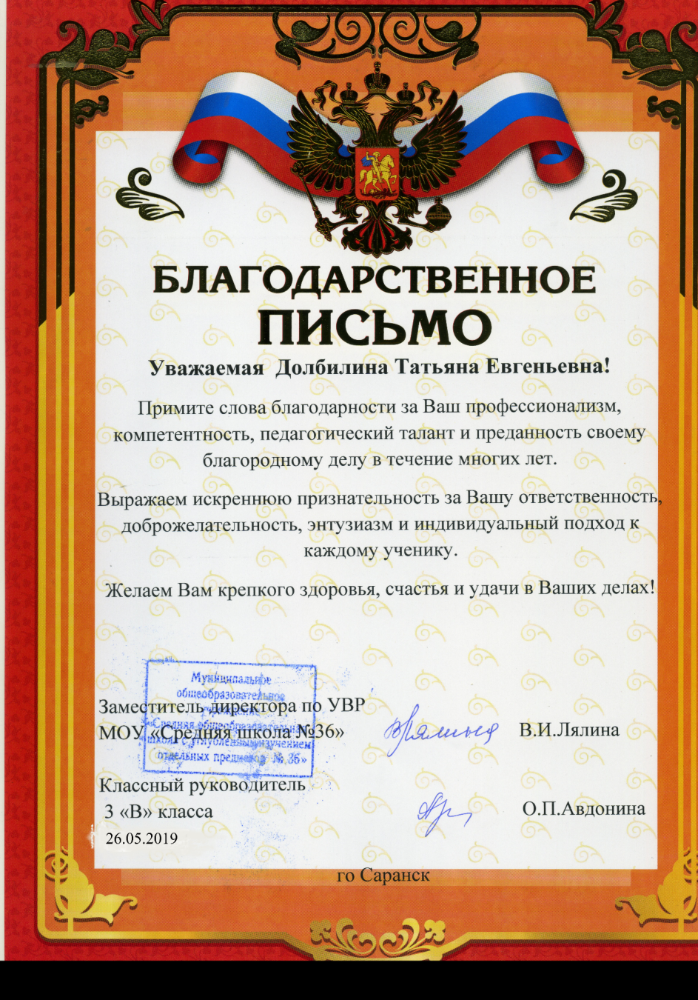 БЛАГОДАРСТВЕННОЕ
ПИСЬМО
Уважаемая Долбилина Татьяна Евгеньевна!
Примите слова благодарности за Ваш профессионализм,
компетентность, педагогический талант и преданность своему
благородному делу в течение многих лет.
Выражаем искреннюю признательность за Вашу ответственность,
доброжелательность, энтузиазм и индивидуальный подход к
каждому ученику.
Желаем Вам крепкого здоровья, счастья и удачи в Ваших делах!
Муниципальное
общеобразовательное
учреждение
«Средняя общеобразовательная
школа с углубленным изучением
отдельных предметов № 36»
Заместитель директора по УВР
МОУ «Средняя школа №36» В.И.Лялина
Классный руководитель
3 «В» класса О.П.Авдонина
26.05.2019
го Саранск